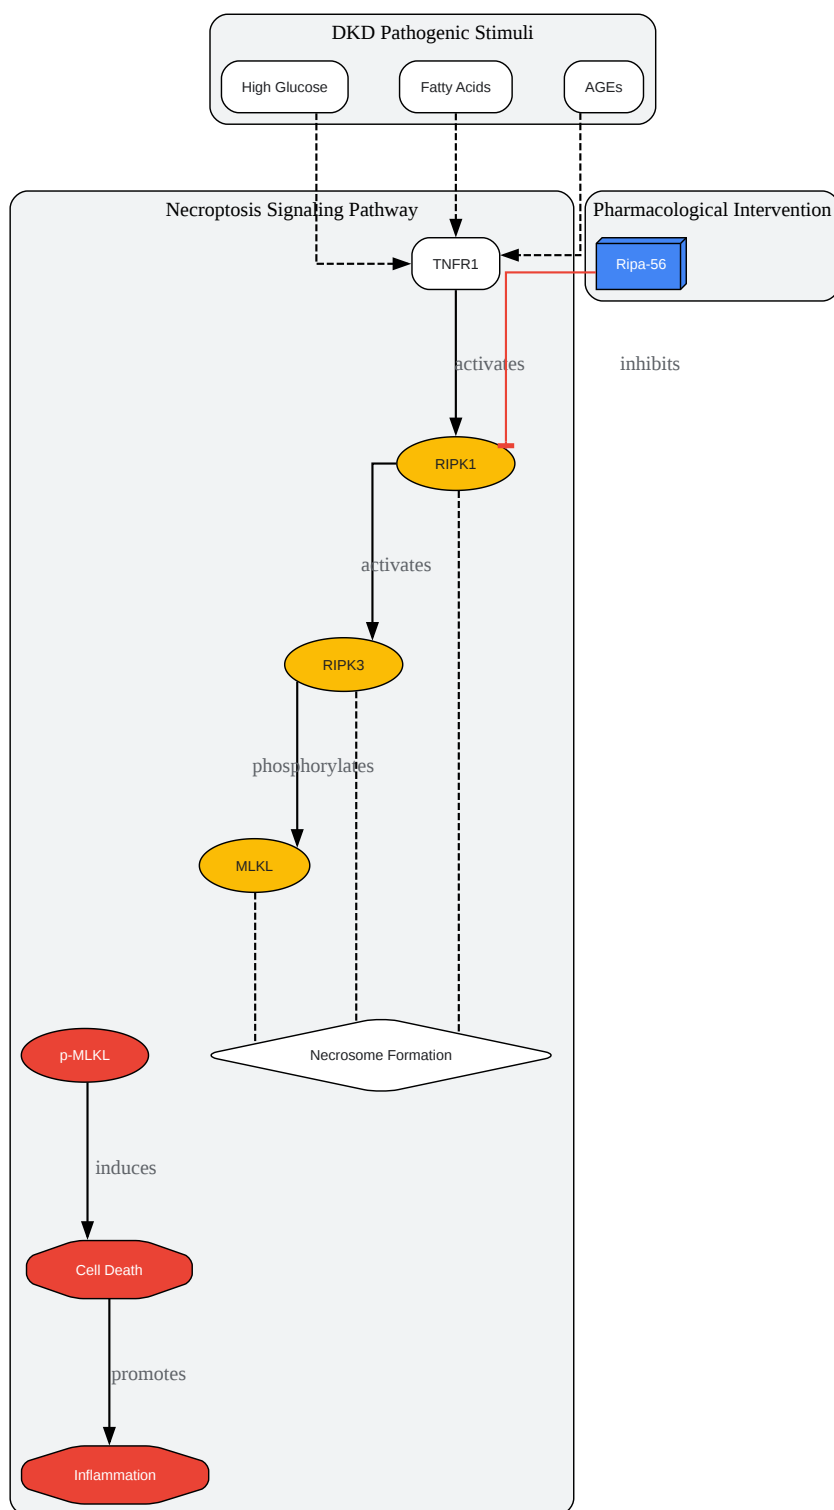 DKD Pathogenic Stimuli
High Glucose
Fatty Acids
AGEs
Necroptosis Signaling Pathway
Pharmacological Intervention
TNFR1
Ripa-56
activates
inhibits
RIPK1
activates
RIPK3
phosphorylates
MLKL
p-MLKL
Necrosome Formation
induces
Cell Death
promotes
Inflammation